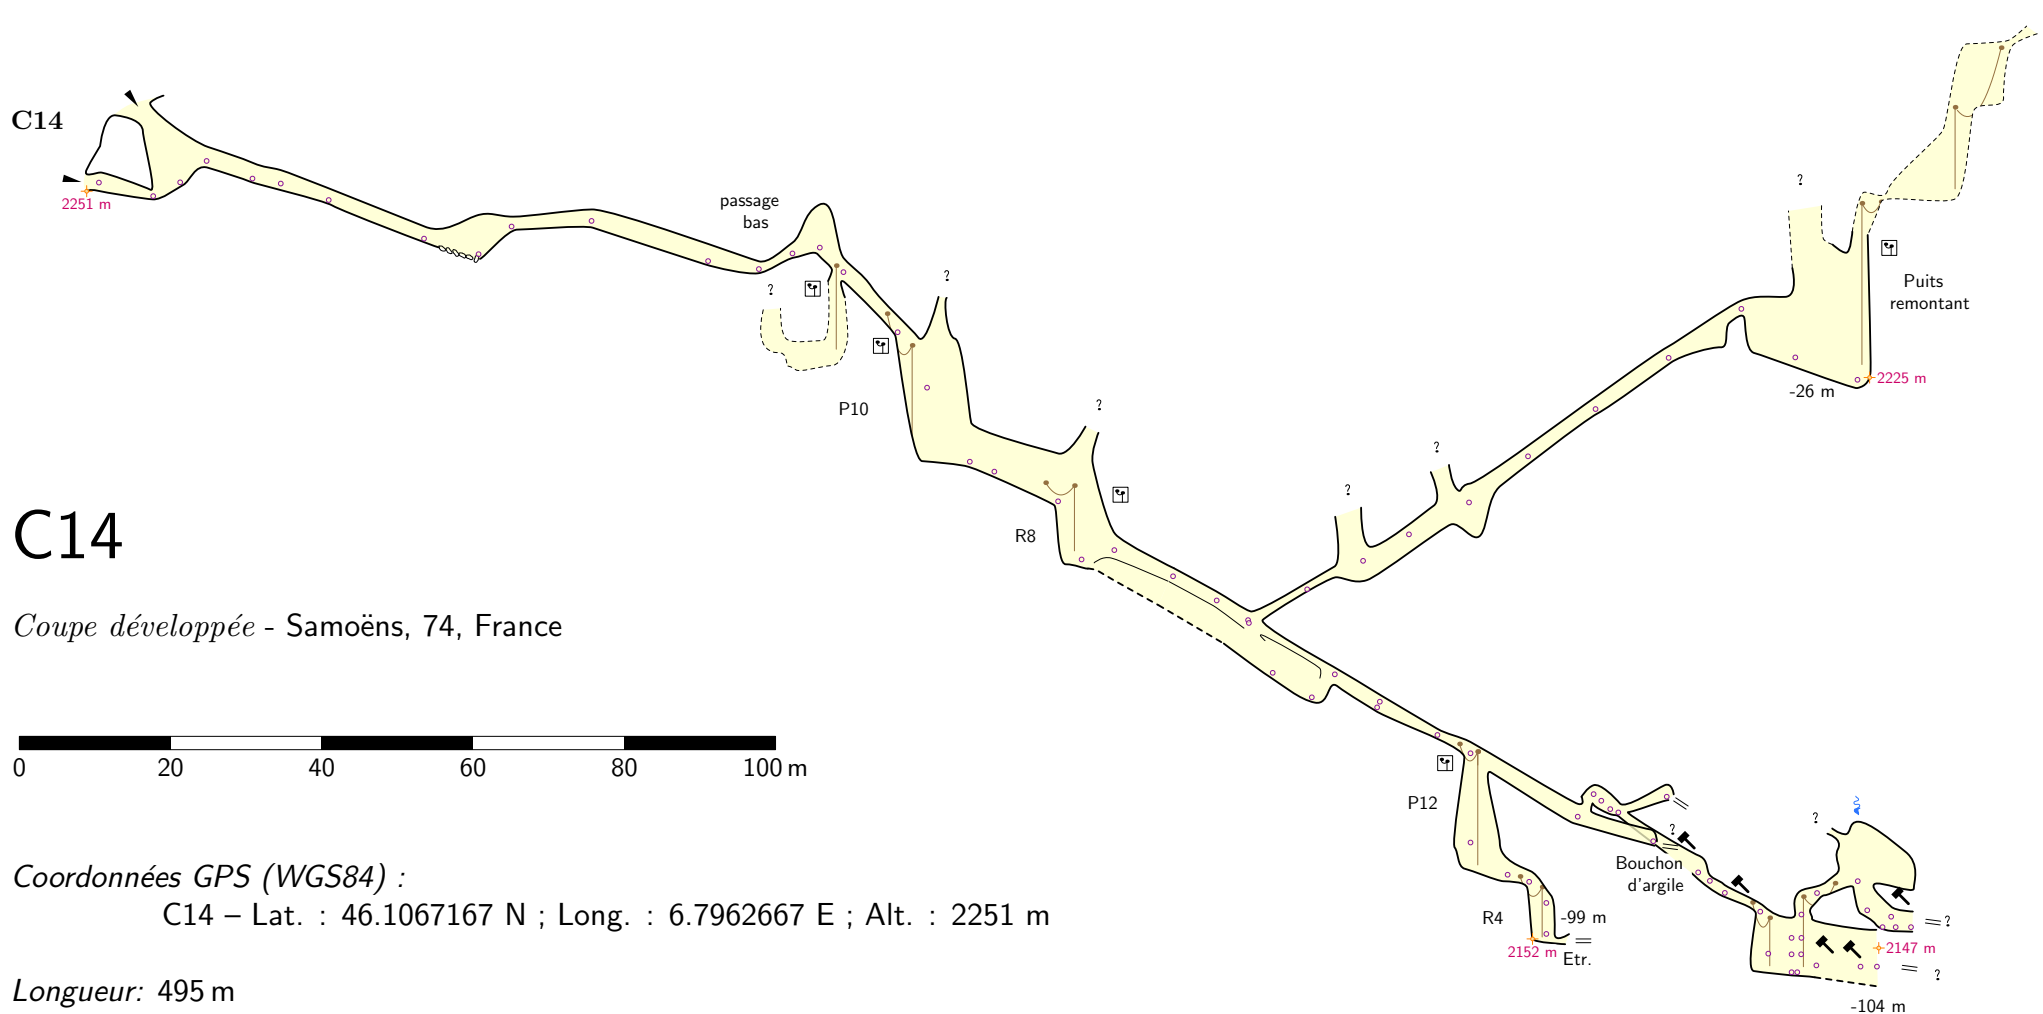 C14
2251 m
passage
bas
?
?
?
Puits
remontant
2225 m
-26 m
P10
?
?
?
R8
C14
Coupe développée - Samoëns, 74, France
0 20 40 60 80 100 m
P12
?
?
Bouchon
d'argile
R4
-99 m
2152 m
Etr.
?
2147 m
?
-104 m
Coordonnées GPS (WGS84) :
C14 – Lat. : 46.1067167 N ; Long. : 6.7962667 E ; Alt. : 2251 m
Longueur: 495 m